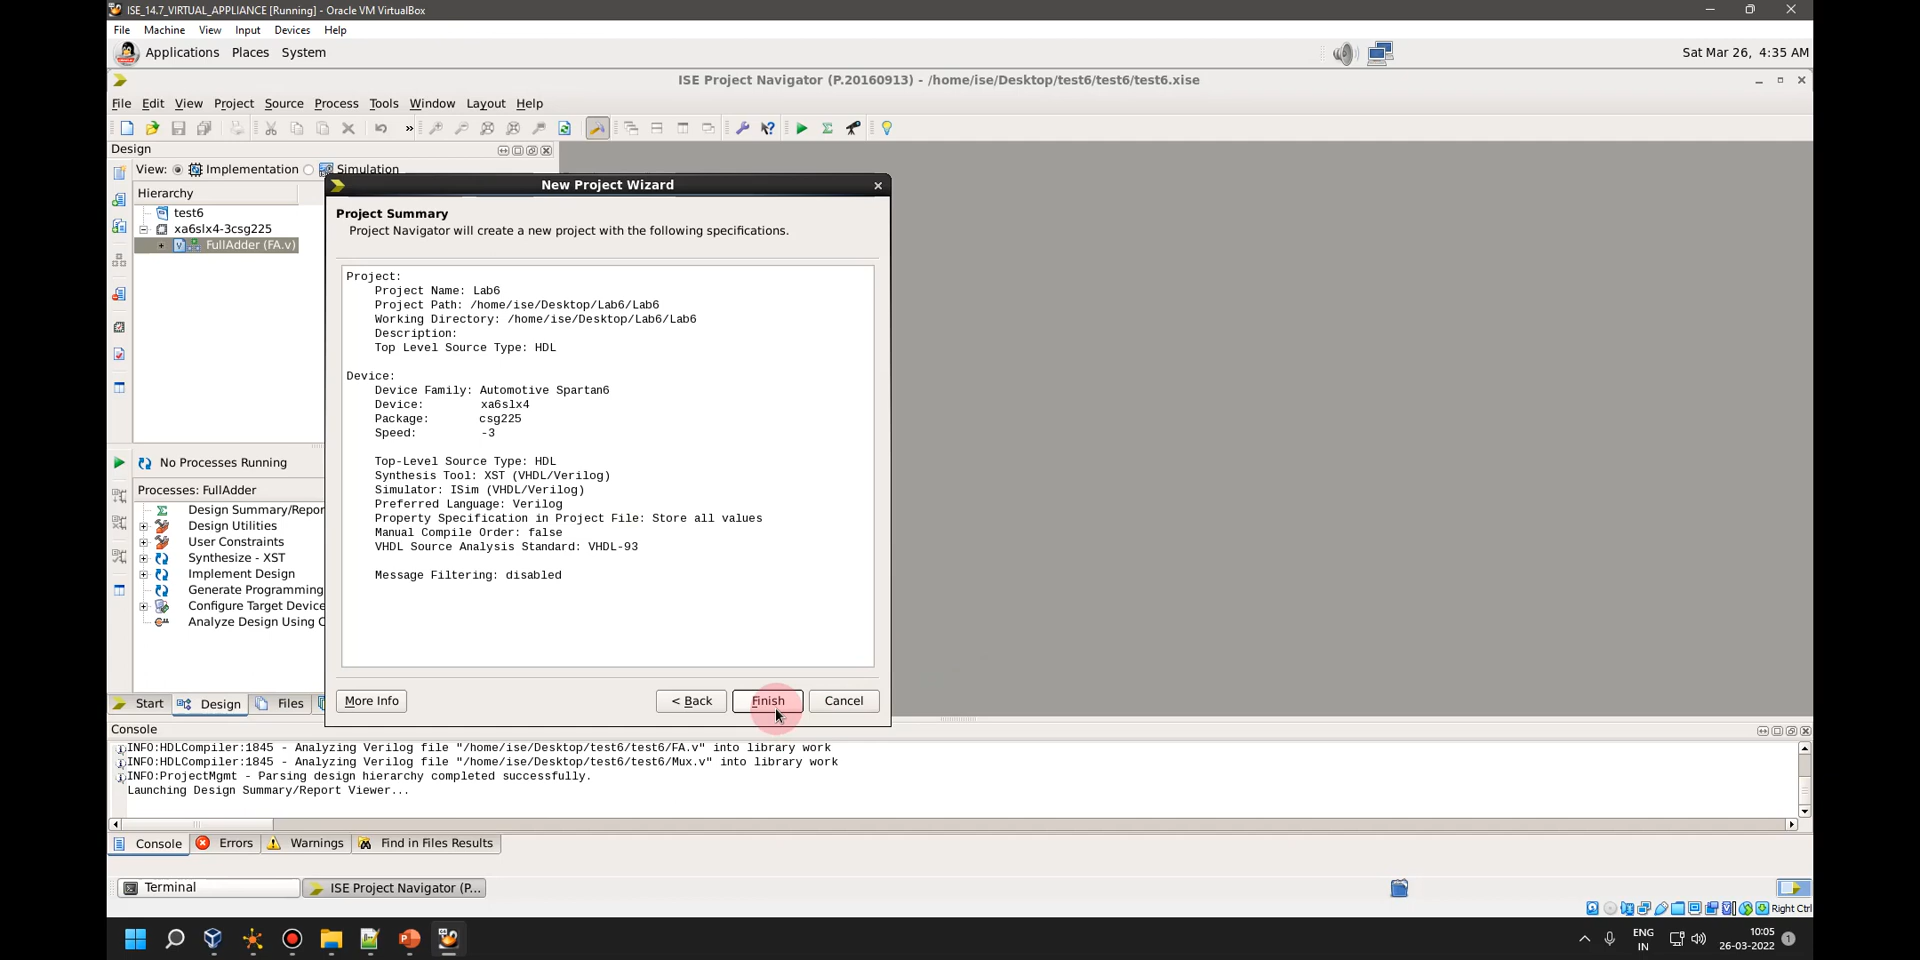 ISE_14.7_VIRTUAL_APPLIANCE [Running] - Oracle VM VirtualBox
File Machine View Input Devices Help
Applications Places System
Sat Mar 26, 4:35 AM
ISE Project Navigator (P.20160913) - /home/ise/Desktop/test6/test6/test6.xise
File Edit View Project Source Process Tools Window Layout Help
»
Design
View: Implementation Simulation
Hierarchy
test6
xa6slx4-3csg225
FullAdder (FA.v)
No Processes Running
Processes: FullAdder
Design Summary/Repor
Design Utilities
User Constraints
Synthesize - XST
Implement Design
Generate Programming
Configure Target Device
Analyze Design Using C
Start Design Files
New Project Wizard
Project Summary
Project Navigator will create a new project with the following specifications.
Project:
Project Name: Lab6
Project Path: /home/ise/Desktop/Lab6/Lab6
Working Directory: /home/ise/Desktop/Lab6/Lab6
Description:
Top Level Source Type: HDL
Device:
Device Family: Automotive Spartan6
Device: xa6slx4
Package: csg225
Speed: -3
Top-Level Source Type: HDL
Synthesis Tool: XST (VHDL/Verilog)
Simulator: ISim (VHDL/Verilog)
Preferred Language: Verilog
Property Specification in Project File: Store all values
Manual Compile Order: false
VHDL Source Analysis Standard: VHDL-93
Message Filtering: disabled
More Info < Back Finish Cancel
Console
INFO:HDLCompiler:1845 - Analyzing Verilog file "/home/ise/Desktop/test6/test6/FA.v" into library work
INFO:HDLCompiler:1845 - Analyzing Verilog file "/home/ise/Desktop/test6/test6/Mux.v" into library work
INFO:ProjectMgmt - Parsing design hierarchy completed successfully.
Launching Design Summary/Report Viewer...
Console Errors Warnings Find in Files Results
Terminal ISE Project Navigator (P...
Right Ctrl
ENG
IN
10:05
26-03-2022
1